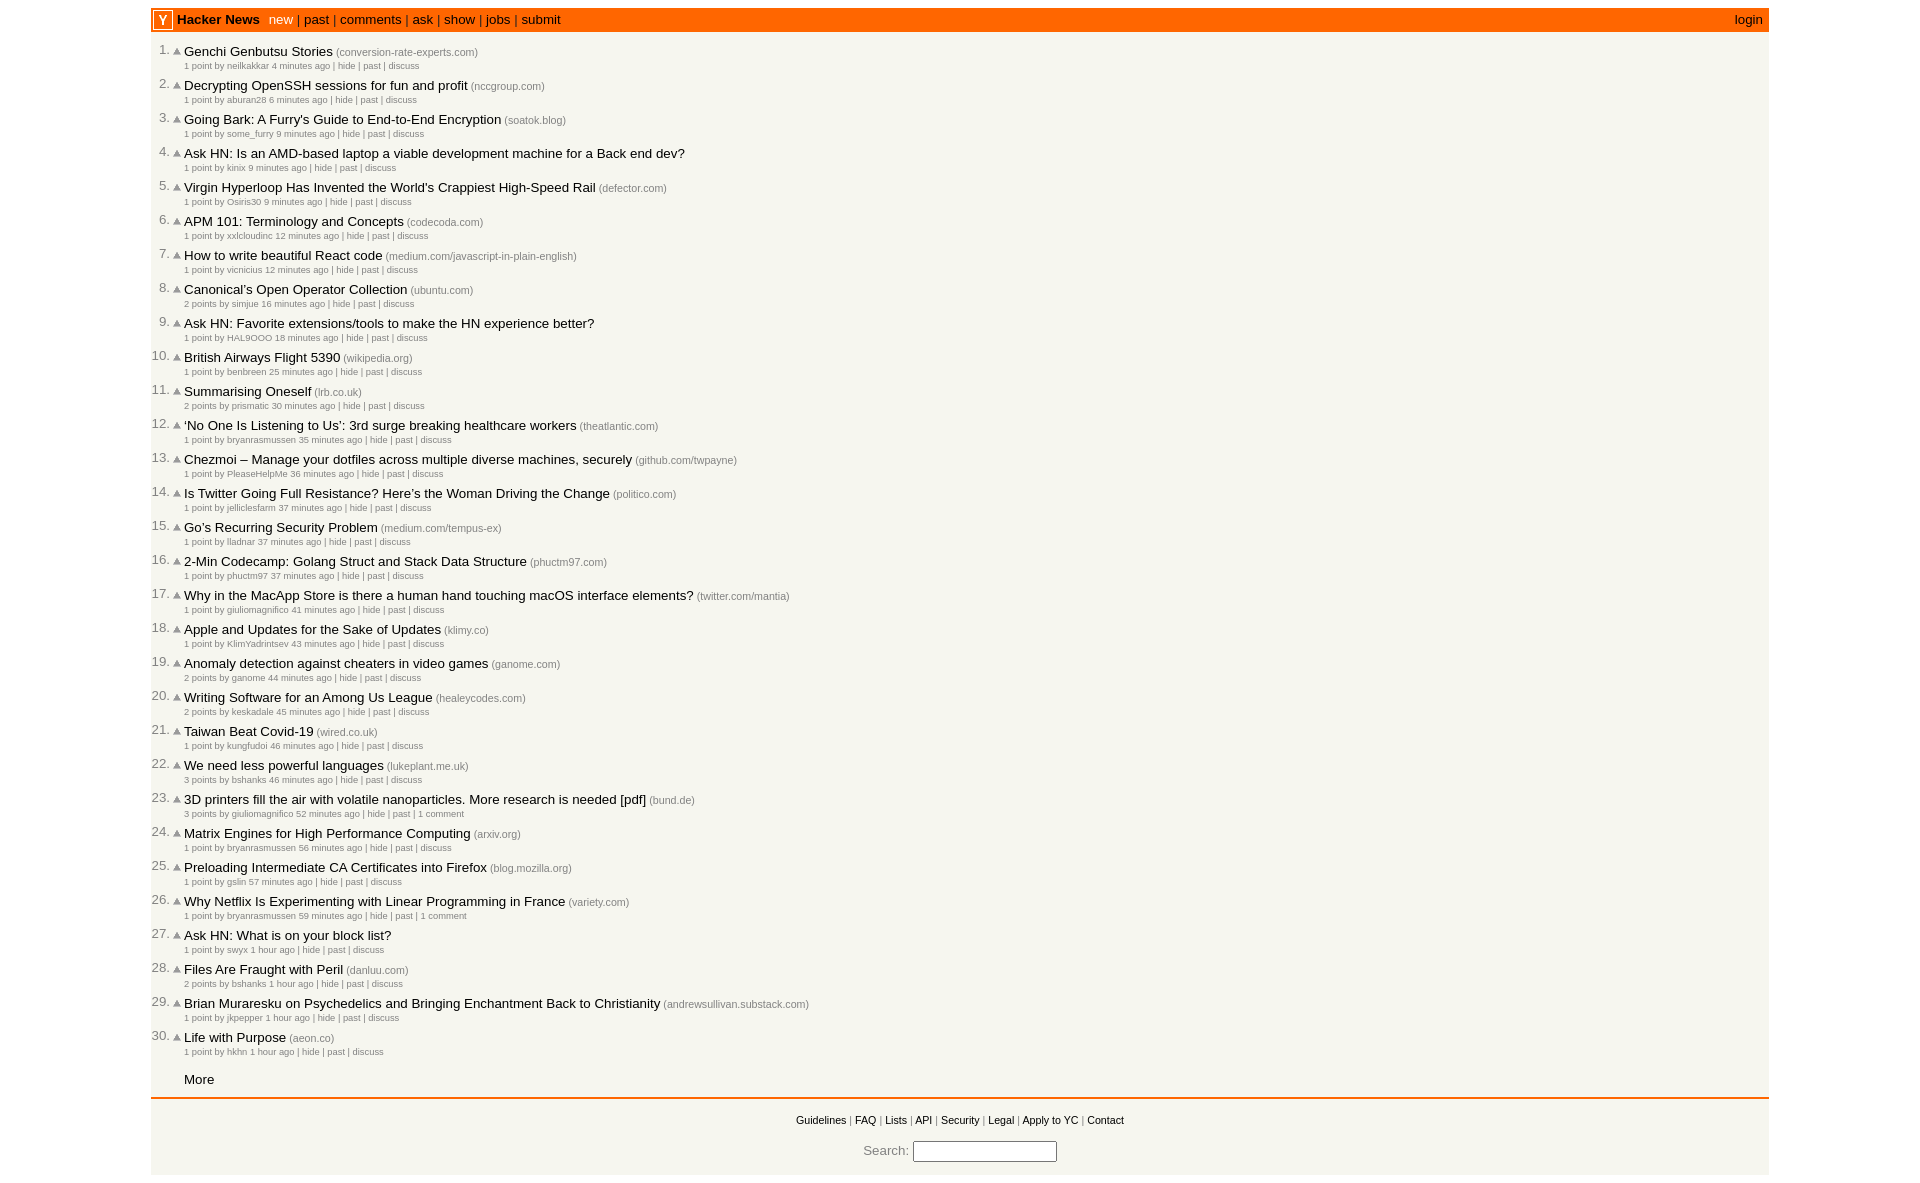 Y Hacker News new | past | comments | ask | show | jobs | submit login
1. Genchi Genbutsu Stories (conversion-rate-experts.com)
1 point by neilkakkar 4 minutes ago | hide | past | discuss
2. Decrypting OpenSSH sessions for fun and profit (nccgroup.com)
1 point by aburan28 6 minutes ago | hide | past | discuss
3. Going Bark: A Furry's Guide to End-to-End Encryption (soatok.blog)
1 point by some_furry 9 minutes ago | hide | past | discuss
4. Ask HN: Is an AMD-based laptop a viable development machine for a Back end dev?
1 point by kinix 9 minutes ago | hide | past | discuss
5. Virgin Hyperloop Has Invented the World's Crappiest High-Speed Rail (defector.com)
1 point by Osiris30 9 minutes ago | hide | past | discuss
6. APM 101: Terminology and Concepts (codecoda.com)
1 point by xxlcloudinc 12 minutes ago | hide | past | discuss
7. How to write beautiful React code (medium.com/javascript-in-plain-english)
1 point by vicnicius 12 minutes ago | hide | past | discuss
8. Canonical’s Open Operator Collection (ubuntu.com)
2 points by simjue 16 minutes ago | hide | past | discuss
9. Ask HN: Favorite extensions/tools to make the HN experience better?
1 point by HAL9OOO 18 minutes ago | hide | past | discuss
10. British Airways Flight 5390 (wikipedia.org)
1 point by benbreen 25 minutes ago | hide | past | discuss
11. Summarising Oneself (lrb.co.uk)
2 points by prismatic 30 minutes ago | hide | past | discuss
12. ‘No One Is Listening to Us’: 3rd surge breaking healthcare workers (theatlantic.com)
1 point by bryanrasmussen 35 minutes ago | hide | past | discuss
13. Chezmoi – Manage your dotfiles across multiple diverse machines, securely (github.com/twpayne)
1 point by PleaseHelpMe 36 minutes ago | hide | past | discuss
14. Is Twitter Going Full Resistance? Here’s the Woman Driving the Change (politico.com)
1 point by jelliclesfarm 37 minutes ago | hide | past | discuss
15. Go’s Recurring Security Problem (medium.com/tempus-ex)
1 point by lladnar 37 minutes ago | hide | past | discuss
16. 2-Min Codecamp: Golang Struct and Stack Data Structure (phuctm97.com)
1 point by phuctm97 37 minutes ago | hide | past | discuss
17. Why in the MacApp Store is there a human hand touching macOS interface elements? (twitter.com/mantia)
1 point by giuliomagnifico 41 minutes ago | hide | past | discuss
18. Apple and Updates for the Sake of Updates (klimy.co)
1 point by KlimYadrintsev 43 minutes ago | hide | past | discuss
19. Anomaly detection against cheaters in video games (ganome.com)
2 points by ganome 44 minutes ago | hide | past | discuss
20. Writing Software for an Among Us League (healeycodes.com)
2 points by keskadale 45 minutes ago | hide | past | discuss
21. Taiwan Beat Covid-19 (wired.co.uk)
1 point by kungfudoi 46 minutes ago | hide | past | discuss
22. We need less powerful languages (lukeplant.me.uk)
3 points by bshanks 46 minutes ago | hide | past | discuss
23. 3D printers fill the air with volatile nanoparticles. More research is needed [pdf] (bund.de)
3 points by giuliomagnifico 52 minutes ago | hide | past | 1 comment
24. Matrix Engines for High Performance Computing (arxiv.org)
1 point by bryanrasmussen 56 minutes ago | hide | past | discuss
25. Preloading Intermediate CA Certificates into Firefox (blog.mozilla.org)
1 point by gslin 57 minutes ago | hide | past | discuss
26. Why Netflix Is Experimenting with Linear Programming in France (variety.com)
1 point by bryanrasmussen 59 minutes ago | hide | past | 1 comment
27. Ask HN: What is on your block list?
1 point by swyx 1 hour ago | hide | past | discuss
28. Files Are Fraught with Peril (danluu.com)
2 points by bshanks 1 hour ago | hide | past | discuss
29. Brian Muraresku on Psychedelics and Bringing Enchantment Back to Christianity (andrewsullivan.substack.com)
1 point by jkpepper 1 hour ago | hide | past | discuss
30. Life with Purpose (aeon.co)
1 point by hkhn 1 hour ago | hide | past | discuss
More
Guidelines | FAQ | Lists | API | Security | Legal | Apply to YC | Contact
Search: